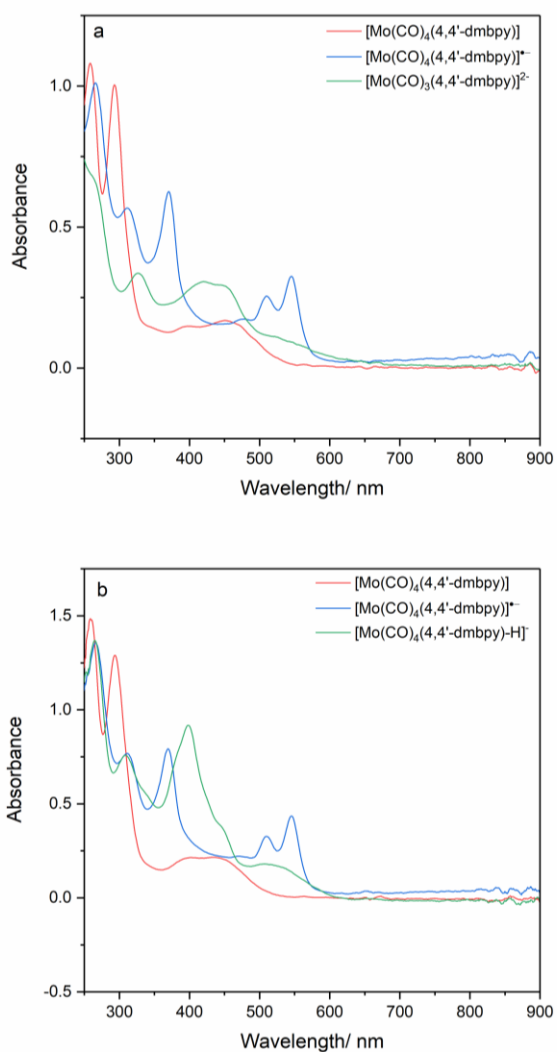 a
[Mo(CO)₄(4,4'-dmbpy)]
[Mo(CO)₄(4,4'-dmbpy)]•−
[Mo(CO)₃(4,4'-dmbpy)]²⁻
1.0
0.5
0.0
Absorbance
300 400 500 600 700 800 900
Wavelength/ nm
b
[Mo(CO)₄(4,4'-dmbpy)]
[Mo(CO)₄(4,4'-dmbpy)]•−
[Mo(CO)₄(4,4'-dmbpy)-H]⁻
1.5
1.0
0.5
0.0
-0.5
Absorbance
300 400 500 600 700 800 900
Wavelength/ nm